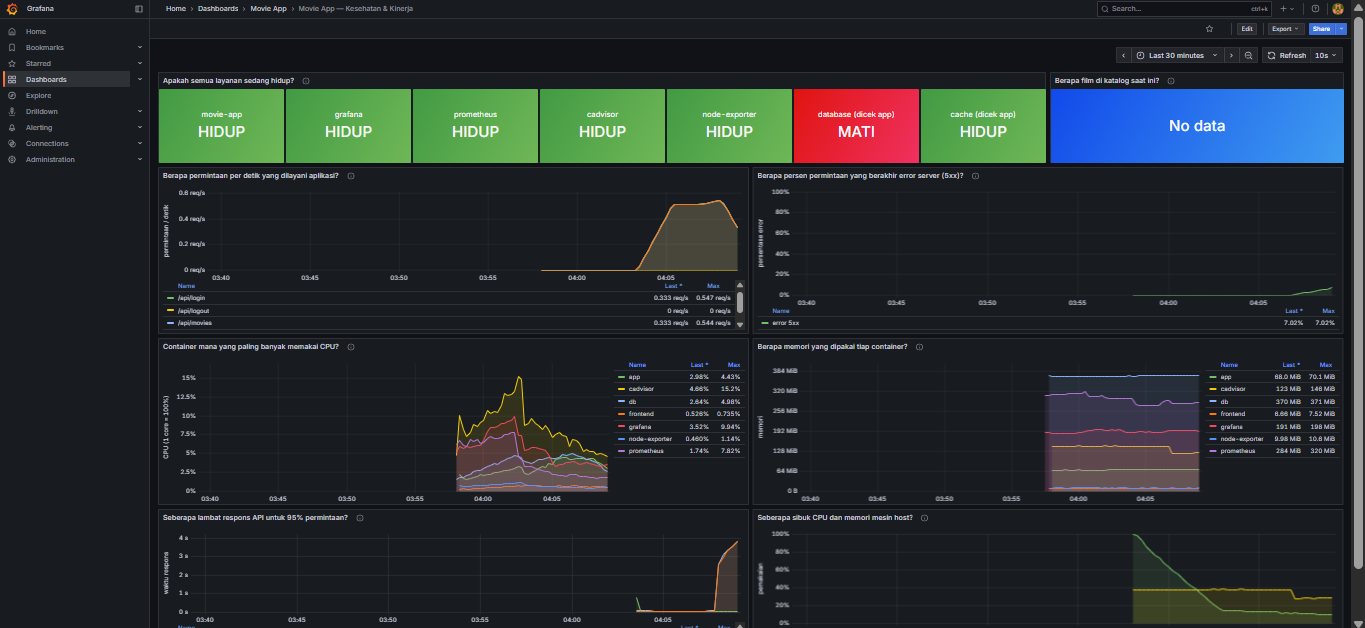 Grafana
Home › Dashboards › Movie App › Movie App — Kesehatan & Kinerja
Search... ctrl+k
Home
Bookmarks
Starred
Dashboards
Explore
Drilldown
Alerting
Connections
Administration
Edit Export Share
Last 30 minutes Refresh 10s
Apakah semua layanan sedang hidup?
movie-app
HIDUP
grafana
HIDUP
prometheus
HIDUP
cadvisor
HIDUP
node-exporter
HIDUP
database (dicek app)
MATI
cache (dicek app)
HIDUP
Berapa film di katalog saat ini?
No data
Berapa permintaan per detik yang dilayani aplikasi?
permintaan / detik
0.6 req/s
0.4 req/s
0.2 req/s
0 req/s
03:40 03:45 03:50 03:55 04:00 04:05
Name Last * Max
/api/login 0.333 req/s 0.547 req/s
/api/logout 0 req/s 0 req/s
/api/movies 0.333 req/s 0.544 req/s
Berapa persen permintaan yang berakhir error server (5xx)?
persentase error
100%
80%
60%
40%
20%
0%
03:40 03:45 03:50 03:55 04:00 04:05
Name Last * Max
error 5xx 7.02% 7.02%
Container mana yang paling banyak memakai CPU?
CPU (1 core = 100%)
15%
12.5%
10%
7.5%
5%
2.5%
0%
03:40 03:45 03:50 03:55 04:00 04:05
Name Last * Max
app 2.98% 4.43%
cadvisor 4.66% 15.2%
db 2.64% 4.98%
frontend 0.526% 0.735%
grafana 3.52% 9.94%
node-exporter 0.460% 1.14%
prometheus 1.74% 7.82%
Berapa memori yang dipakai tiap container?
memori
384 MiB
320 MiB
256 MiB
192 MiB
128 MiB
64 MiB
0 B
03:40 03:45 03:50 03:55 04:00 04:05
Name Last * Max
app 68.0 MiB 70.1 MiB
cadvisor 123 MiB 146 MiB
db 370 MiB 371 MiB
frontend 6.66 MiB 7.52 MiB
grafana 191 MiB 198 MiB
node-exporter 9.98 MiB 10.8 MiB
prometheus 284 MiB 320 MiB
Seberapa lambat respons API untuk 95% permintaan?
waktu respons
4 s
3 s
2 s
1 s
0 s
03:40 03:45 03:50 03:55 04:00 04:05
Name Last * Max
Seberapa sibuk CPU dan memori mesin host?
pemakaian
100%
80%
60%
40%
20%
0%